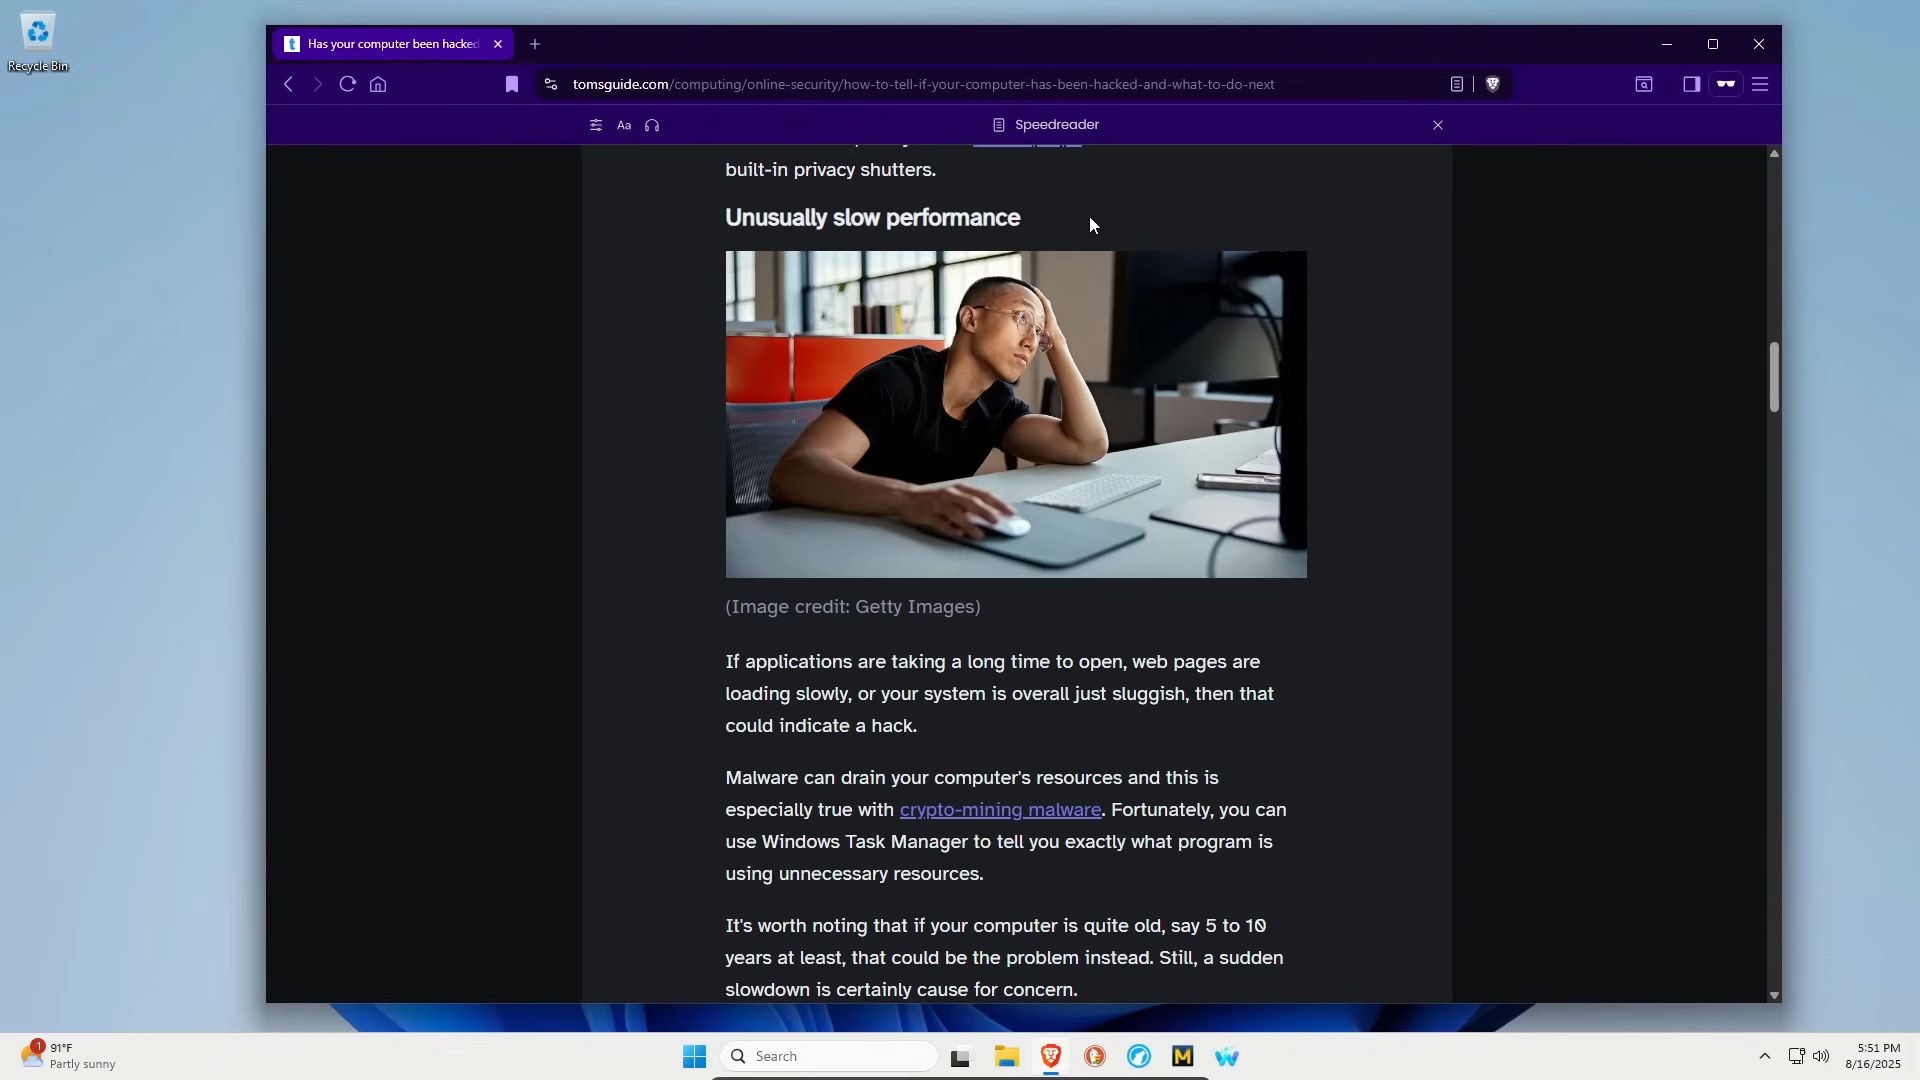 Recycle Bin
Has your computer been hacked
tomsguide.com/computing/online-security/how-to-tell-if-your-computer-has-been-hacked-and-what-to-do-next
Aa
Speedreader
built-in privacy shutters.
Unusually slow performance
(Image credit: Getty Images)
If applications are taking a long time to open, web pages are
loading slowly, or your system is overall just sluggish, then that
could indicate a hack.
Malware can drain your computer's resources and this is
especially true with crypto-mining malware. Fortunately, you can
use Windows Task Manager to tell you exactly what program is
using unnecessary resources.
It's worth noting that if your computer is quite old, say 5 to 10
years at least, that could be the problem instead. Still, a sudden
slowdown is certainly cause for concern.
1
91°F
Partly sunny
Search
5:51 PM
8/16/2025